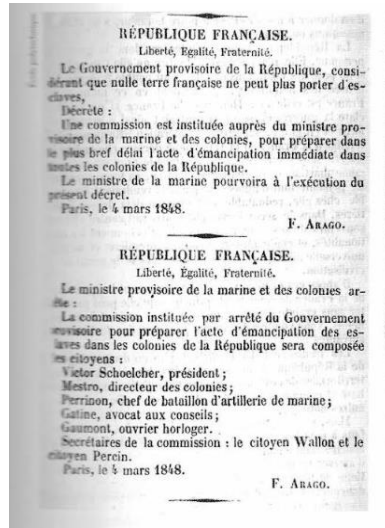 RÉPUBLIQUE FRANÇAISE.
Liberté, Egalité, Fraternité.
Le Gouvernement provisoire de la République, consi-
dérant que nulle terre française ne peut plus porter d'es-
claves,
Décrète :
Une commission est instituée auprès du ministre pro-
visoire de la marine et des colonies, pour préparer dans
le plus bref délai l'acte d'émancipation immédiate dans
toutes les colonies de la République.
Le ministre de la marine pourvoira à l'exécution du
présent décret.
Paris, le 4 mars 1848.
F. ARAGO.
RÉPUBLIQUE FRANÇAISE.
Liberté, Égalité, Fraternité.
Le ministre provisoire de la marine et des colonies ar-
rête :
La commission instituée par arrêté du Gouvernement
provisoire pour préparer l'acte d'émancipation des es-
claves dans les colonies de la République sera composée
des citoyens :
Victor Schoelcher, président ;
Mestro, directeur des colonies ;
Perrinon, chef de bataillon d'artillerie de marine ;
Gatine, avocat aux conseils ;
Gaumont, ouvrier horloger.
Secrétaires de la commission : le citoyen Wallon et le
citoyen Percin.
Paris, le 4 mars 1848.
F. ARAGO.